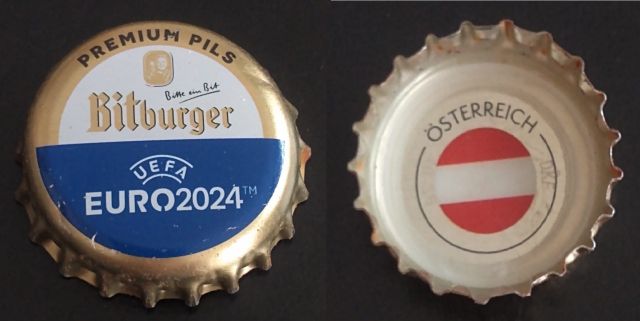 PREMIUM PILS
Bitte ein Bit
Bitburger
UEFA
EURO2024™
ÖSTERREICH